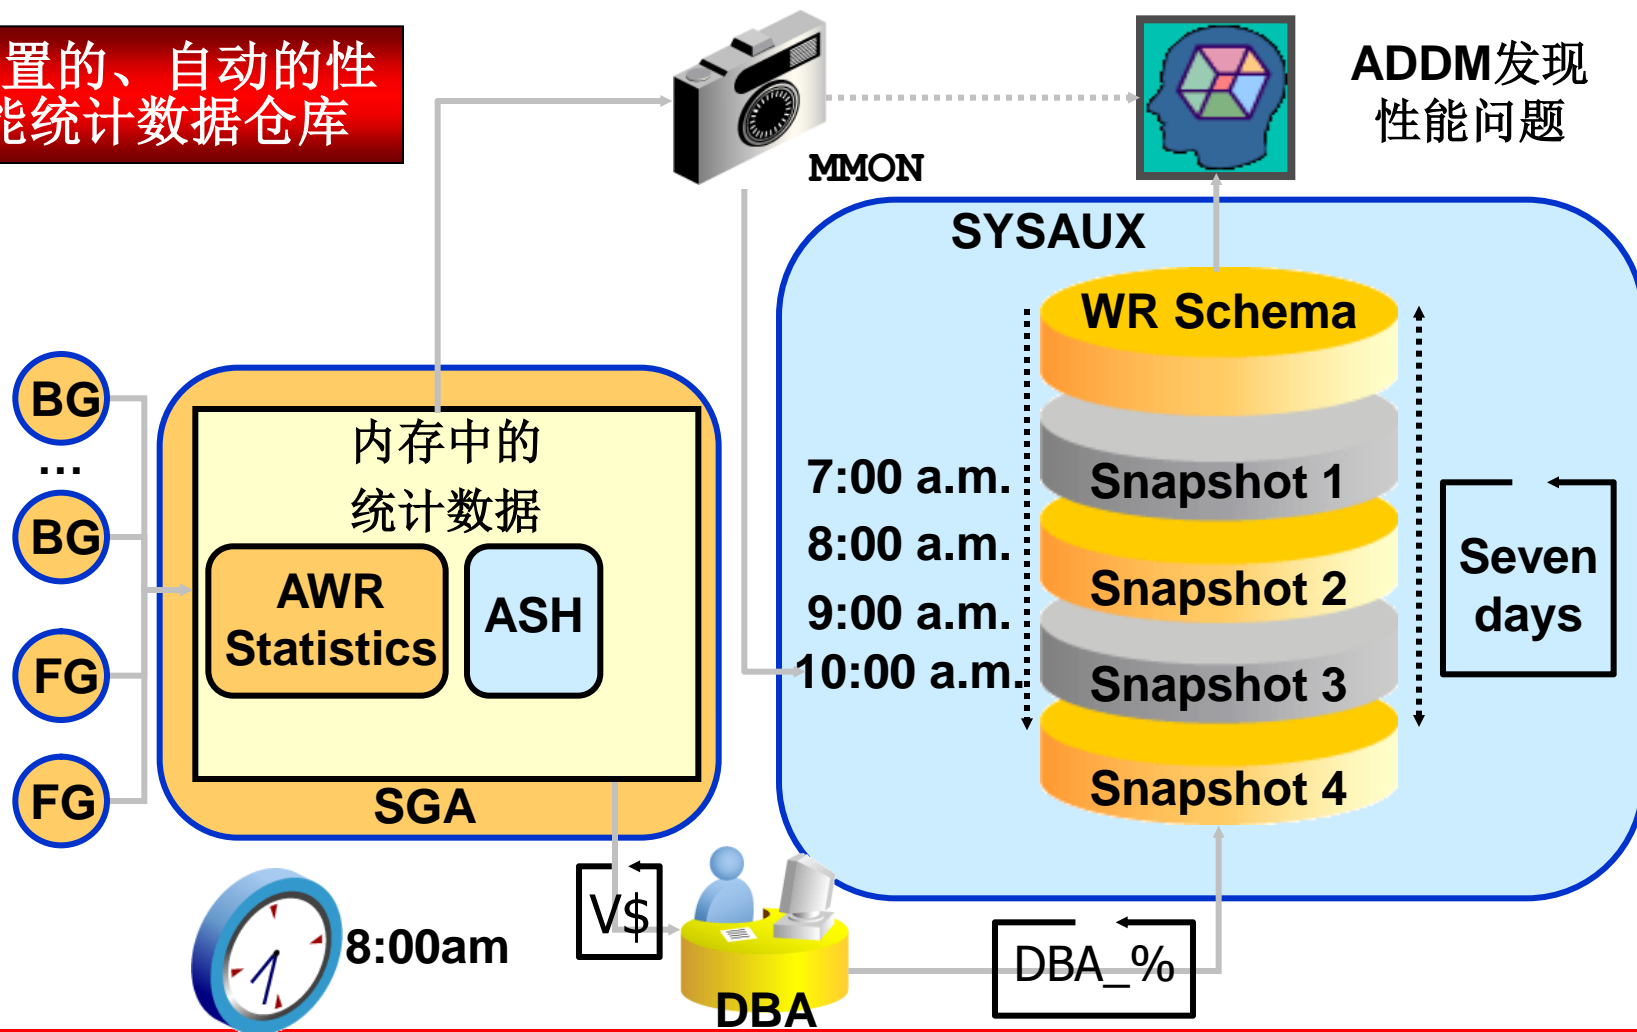 置的、自动的性
能统计数据仓库
MMON
ADDM发现
性能问题
SYSAUX
WR Schema
BG
...
BG
FG
FG
内存中的
统计数据
AWR
Statistics
ASH
SGA
7:00 a.m.
8:00 a.m.
9:00 a.m.
10:00 a.m.
Snapshot 1
Snapshot 2
Snapshot 3
Snapshot 4
Seven
days
8:00am
V$
DBA
DBA_%